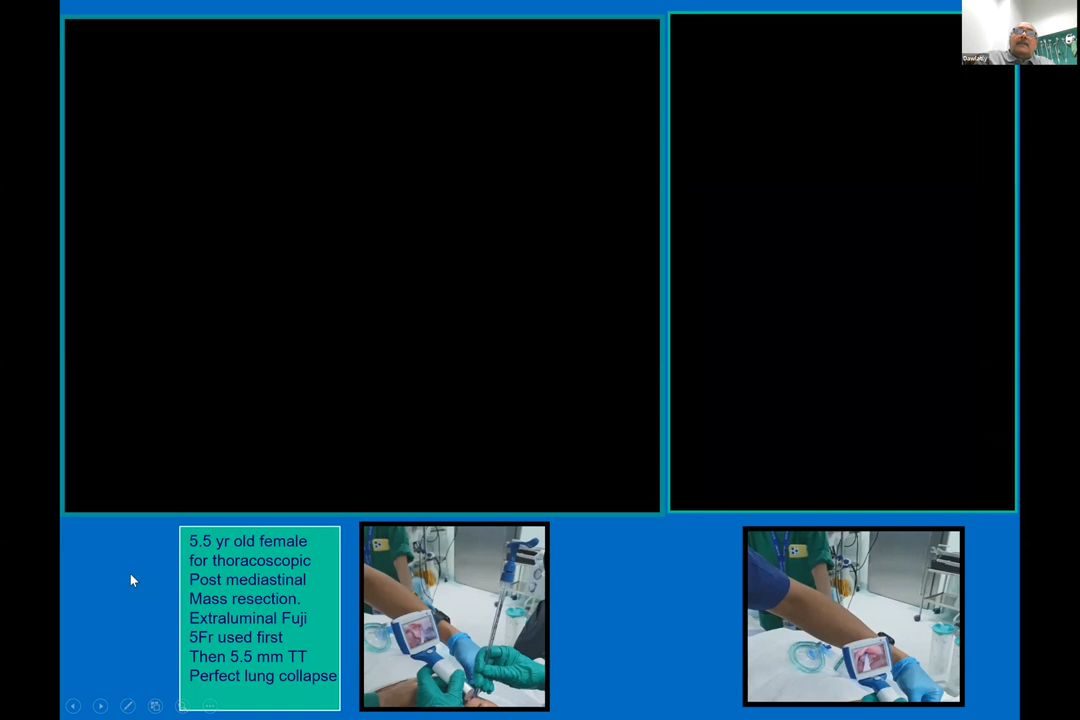 Dawlatly
5.5 yr old female
for thoracoscopic
Post mediastinal
Mass resection.
Extraluminal Fuji
5Fr used first
Then 5.5 mm TT
Perfect lung collapse